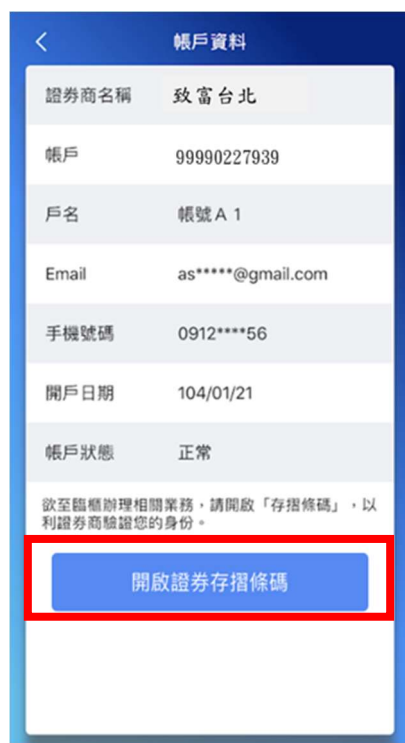 帳戶資料
證券商名稱 致富台北
帳戶 99990227939
戶名 帳號A 1
Email as*****@gmail.com
手機號碼 0912****56
開戶日期 104/01/21
帳戶狀態 正常
欲至臨櫃辦理相關業務，請開啟「存摺條碼」，以
利證券商驗證您的身份。
開啟證券存摺條碼